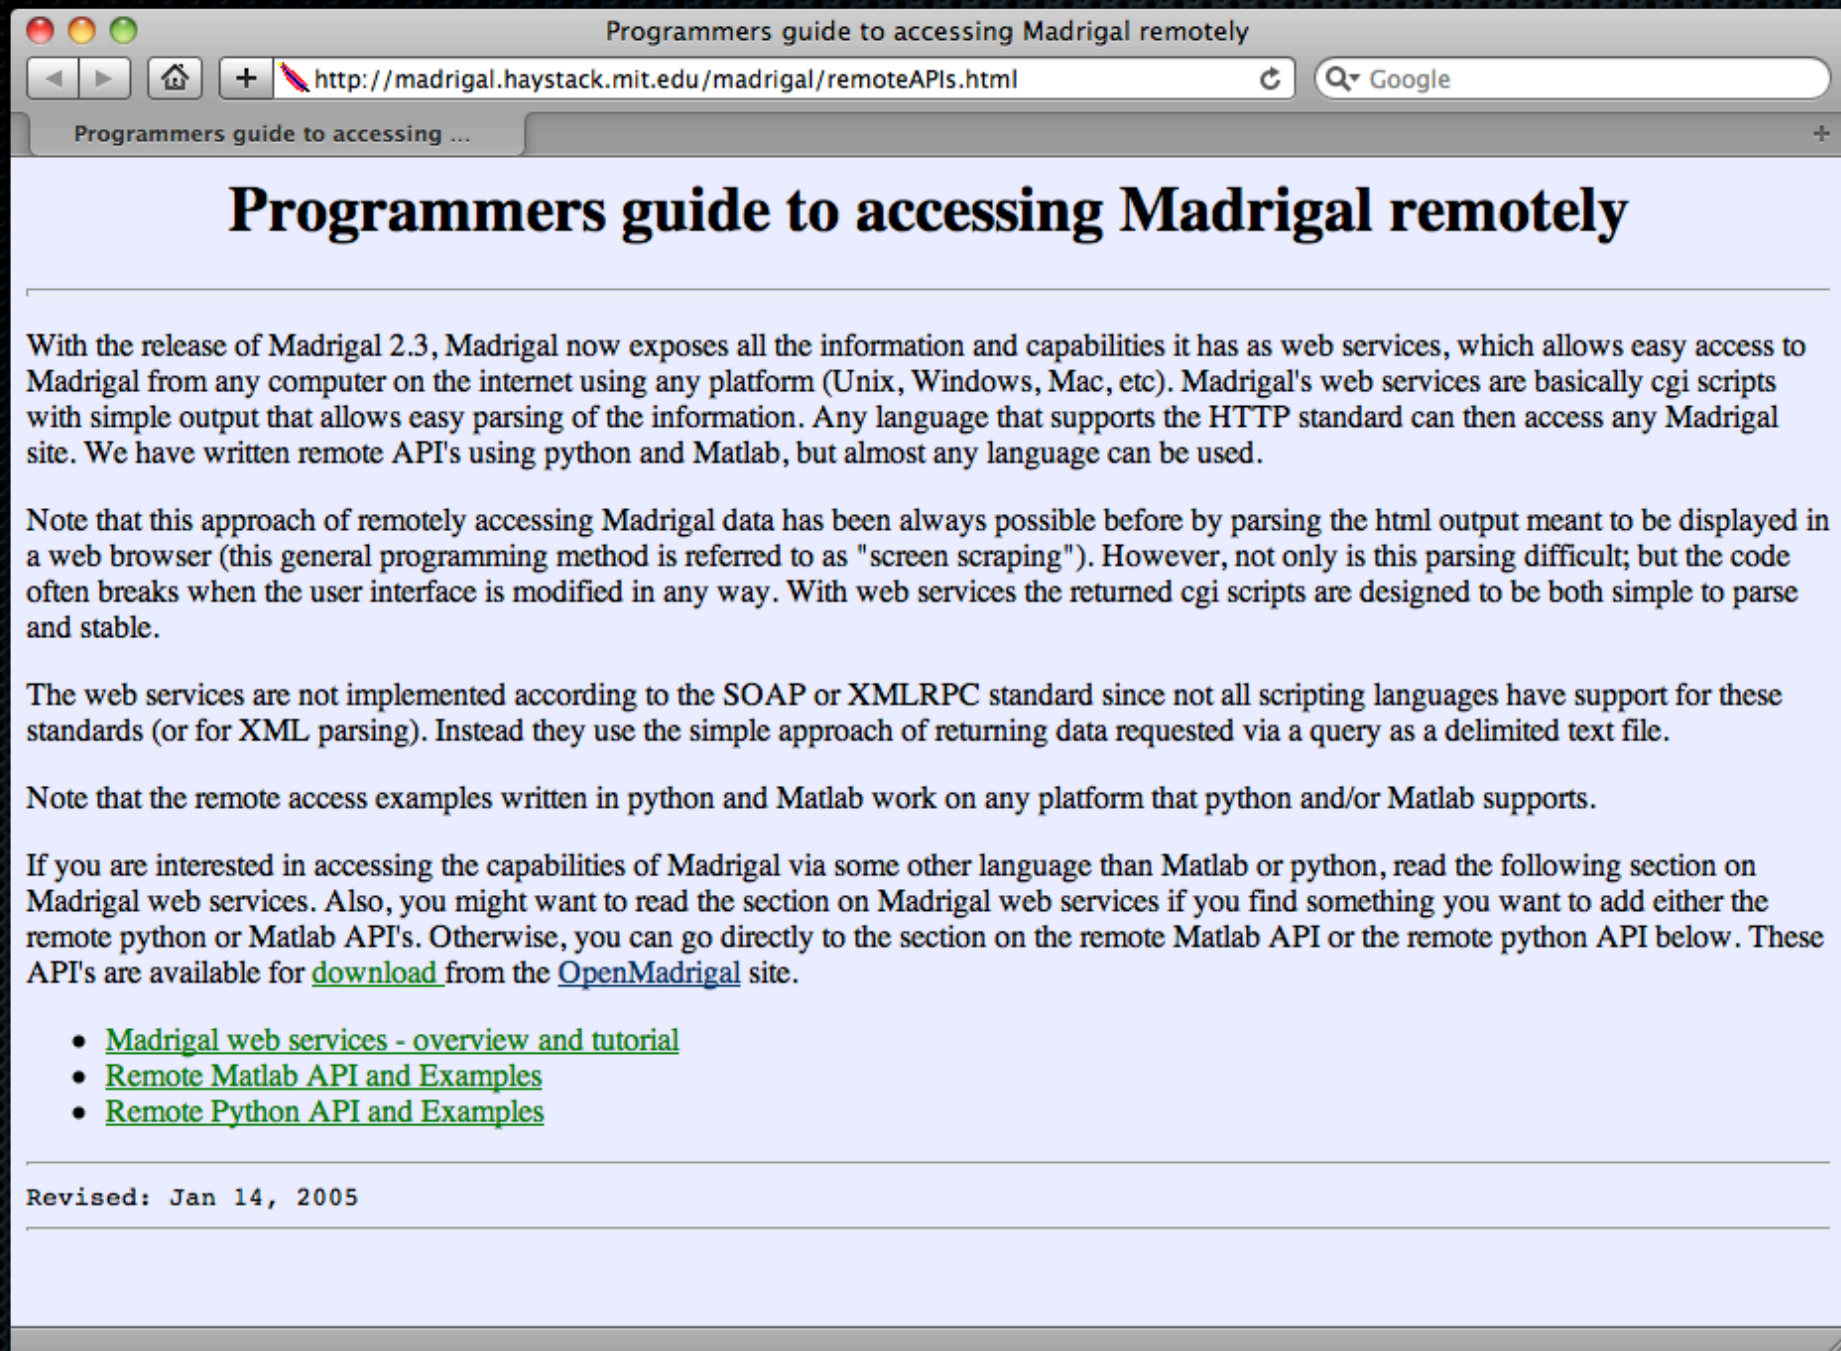 Programmers guide to accessing Madrigal remotely
http://madrigal.haystack.mit.edu/madrigal/remoteAPIs.html
Google
Programmers guide to accessing ...
Programmers guide to accessing Madrigal remotely
With the release of Madrigal 2.3, Madrigal now exposes all the information and capabilities it has as web services, which allows easy access to
Madrigal from any computer on the internet using any platform (Unix, Windows, Mac, etc). Madrigal's web services are basically cgi scripts
with simple output that allows easy parsing of the information. Any language that supports the HTTP standard can then access any Madrigal
site. We have written remote API's using python and Matlab, but almost any language can be used.
Note that this approach of remotely accessing Madrigal data has been always possible before by parsing the html output meant to be displayed in
a web browser (this general programming method is referred to as "screen scraping"). However, not only is this parsing difficult; but the code
often breaks when the user interface is modified in any way. With web services the returned cgi scripts are designed to be both simple to parse
and stable.
The web services are not implemented according to the SOAP or XMLRPC standard since not all scripting languages have support for these
standards (or for XML parsing). Instead they use the simple approach of returning data requested via a query as a delimited text file.
Note that the remote access examples written in python and Matlab work on any platform that python and/or Matlab supports.
If you are interested in accessing the capabilities of Madrigal via some other language than Matlab or python, read the following section on
Madrigal web services. Also, you might want to read the section on Madrigal web services if you find something you want to add either the
remote python or Matlab API's. Otherwise, you can go directly to the section on the remote Matlab API or the remote python API below. These
API's are available for download from the OpenMadrigal site.
• Madrigal web services - overview and tutorial
• Remote Matlab API and Examples
• Remote Python API and Examples
Revised: Jan 14, 2005